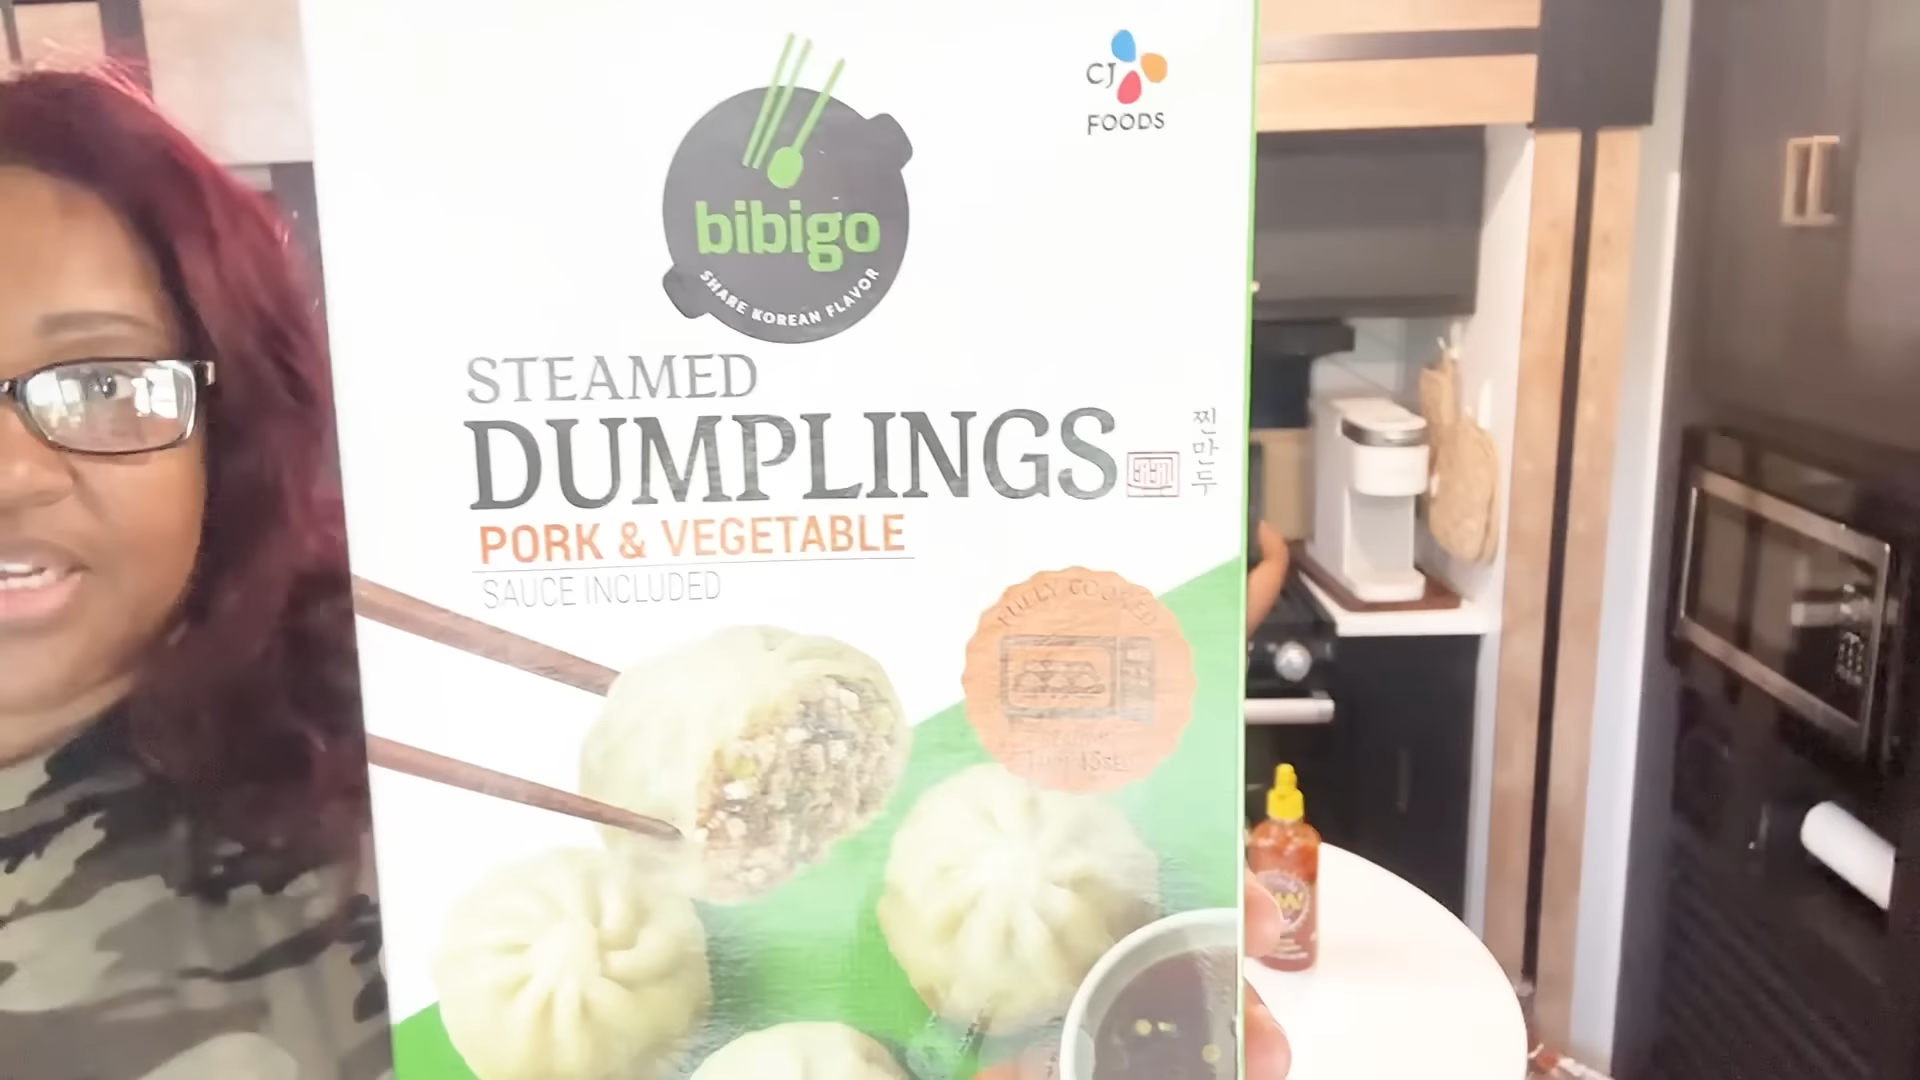 CJ
FOODS
bibigo
SHARE KOREAN FLAVOR
STEAMED
DUMPLINGS
찐만두
PORK & VEGETABLE
SAUCE INCLUDED
FULLY COOKED